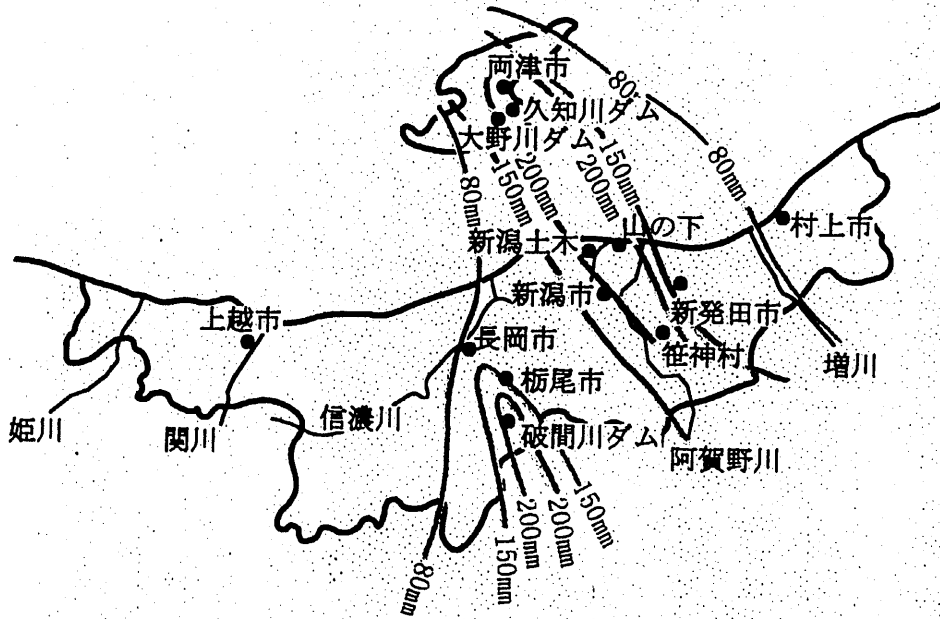 両津市
久知川ダム
大野川ダム
80
80mm
80mm
150mm
200mm
200mm
150mm
村上市
山の下
新潟土木
新潟市
新発田市
笹神村
上越市
長岡市
増川
栃尾市
姫川
関川
信濃川
破間川ダム
阿賀野川
150mm
200mm
200mm
150mm
80mm